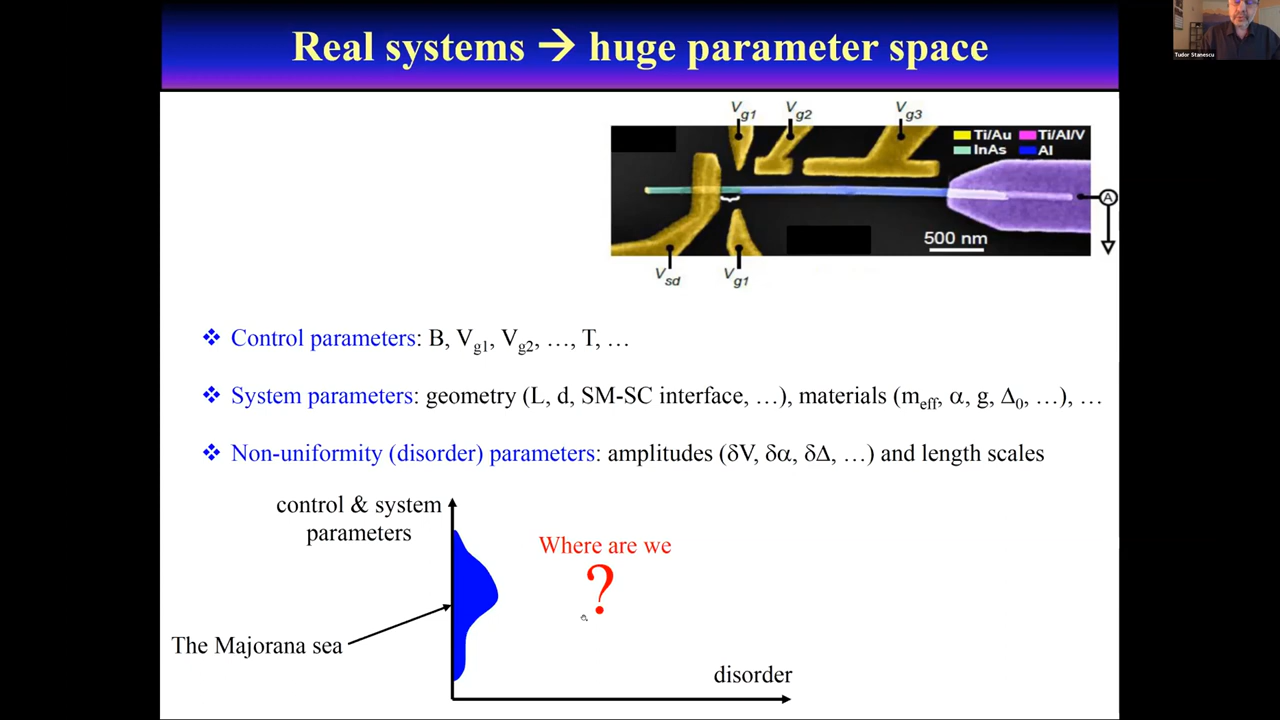 Real systems → huge parameter space
Tudor Stanescu
Vg1
Vg2
Vg3
Ti/Au
Ti/Al/V
InAs
Al
A
500 nm
Vsd
Vg1
❖ Control parameters: B, Vg1, Vg2, …, T, …
❖ System parameters: geometry (L, d, SM-SC interface, …), materials (meff, α, g, Δ0, …), …
❖ Non-uniformity (disorder) parameters: amplitudes (δV, δα, δΔ, …) and length scales
control & system
parameters
Where are we
?
The Majorana sea
disorder